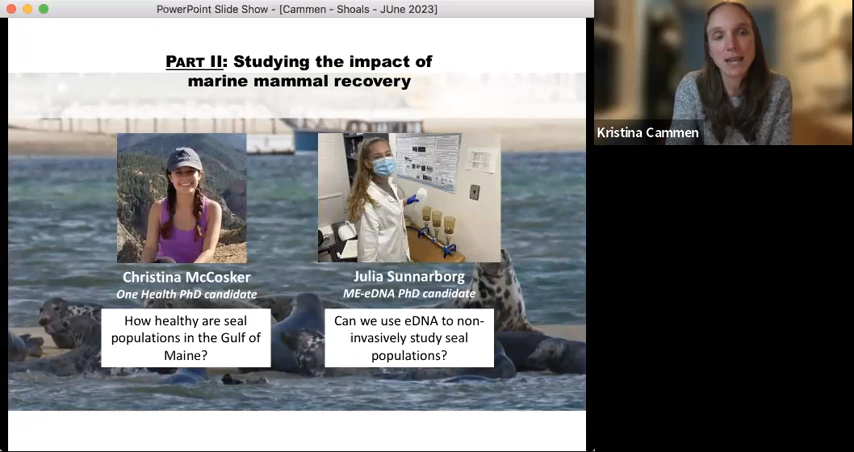 PowerPoint Slide Show - [Cammen - Shoals - JUne 2023]
PART II: Studying the impact of
marine mammal recovery
Kristina Cammen
Christina McCosker
One Health PhD candidate
How healthy are seal
populations in the Gulf of
Maine?
Julia Sunnarborg
ME-eDNA PhD candidate
Can we use eDNA to non-
invasively study seal
populations?